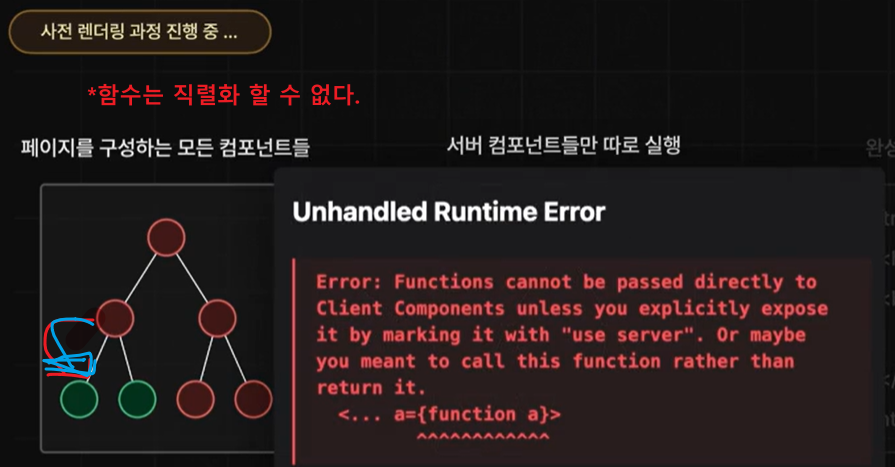 사전 렌더링 과정 진행 중 ...
*함수는 직렬화 할 수 없다.
페이지를 구성하는 모든 컴포넌트들
서버 컴포넌트들만 따로 실행
완성
Unhandled Runtime Error
Error: Functions cannot be passed directly to
Client Components unless you explicitly expose
it by marking it with "use server". Or maybe
you meant to call this function rather than
return it.
<... a={function a}>
^^^^^^^^^^^^